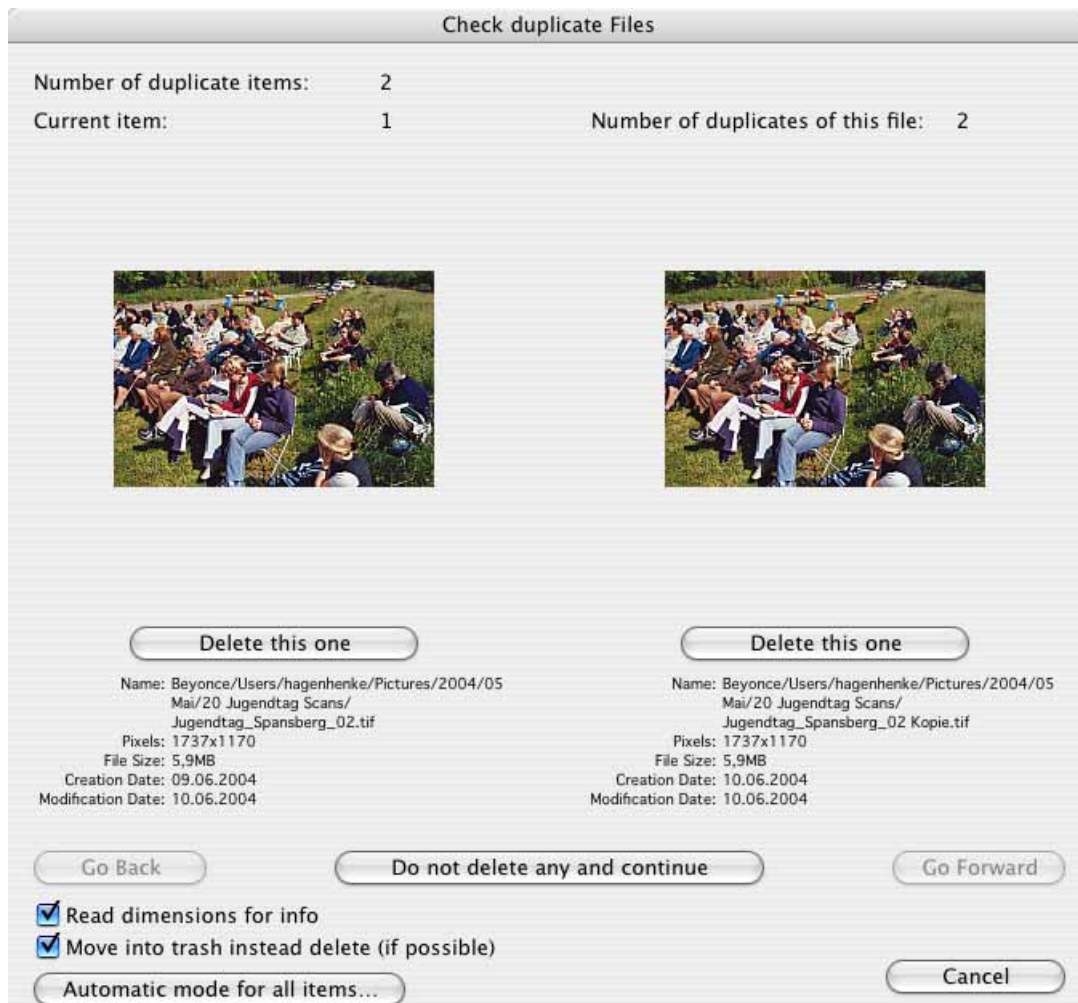 Check duplicate Files
Number of duplicate items: 2
Current item: 1
Number of duplicates of this file: 2
Delete this one
Name: Beyonce/Users/hagenhenke/Pictures/2004/05
Mai/20 Jugendtag Scans/
Jugendtag_Spansberg_02.tif
Pixels: 1737x1170
File Size: 5,9MB
Creation Date: 09.06.2004
Modification Date: 10.06.2004
Delete this one
Name: Beyonce/Users/hagenhenke/Pictures/2004/05
Mai/20 Jugendtag Scans/
Jugendtag_Spansberg_02 Kopie.tif
Pixels: 1737x1170
File Size: 5,9MB
Creation Date: 10.06.2004
Modification Date: 10.06.2004
Go Back
Do not delete any and continue
Go Forward
Read dimensions for info
Move into trash instead delete (if possible)
Automatic mode for all items...
Cancel